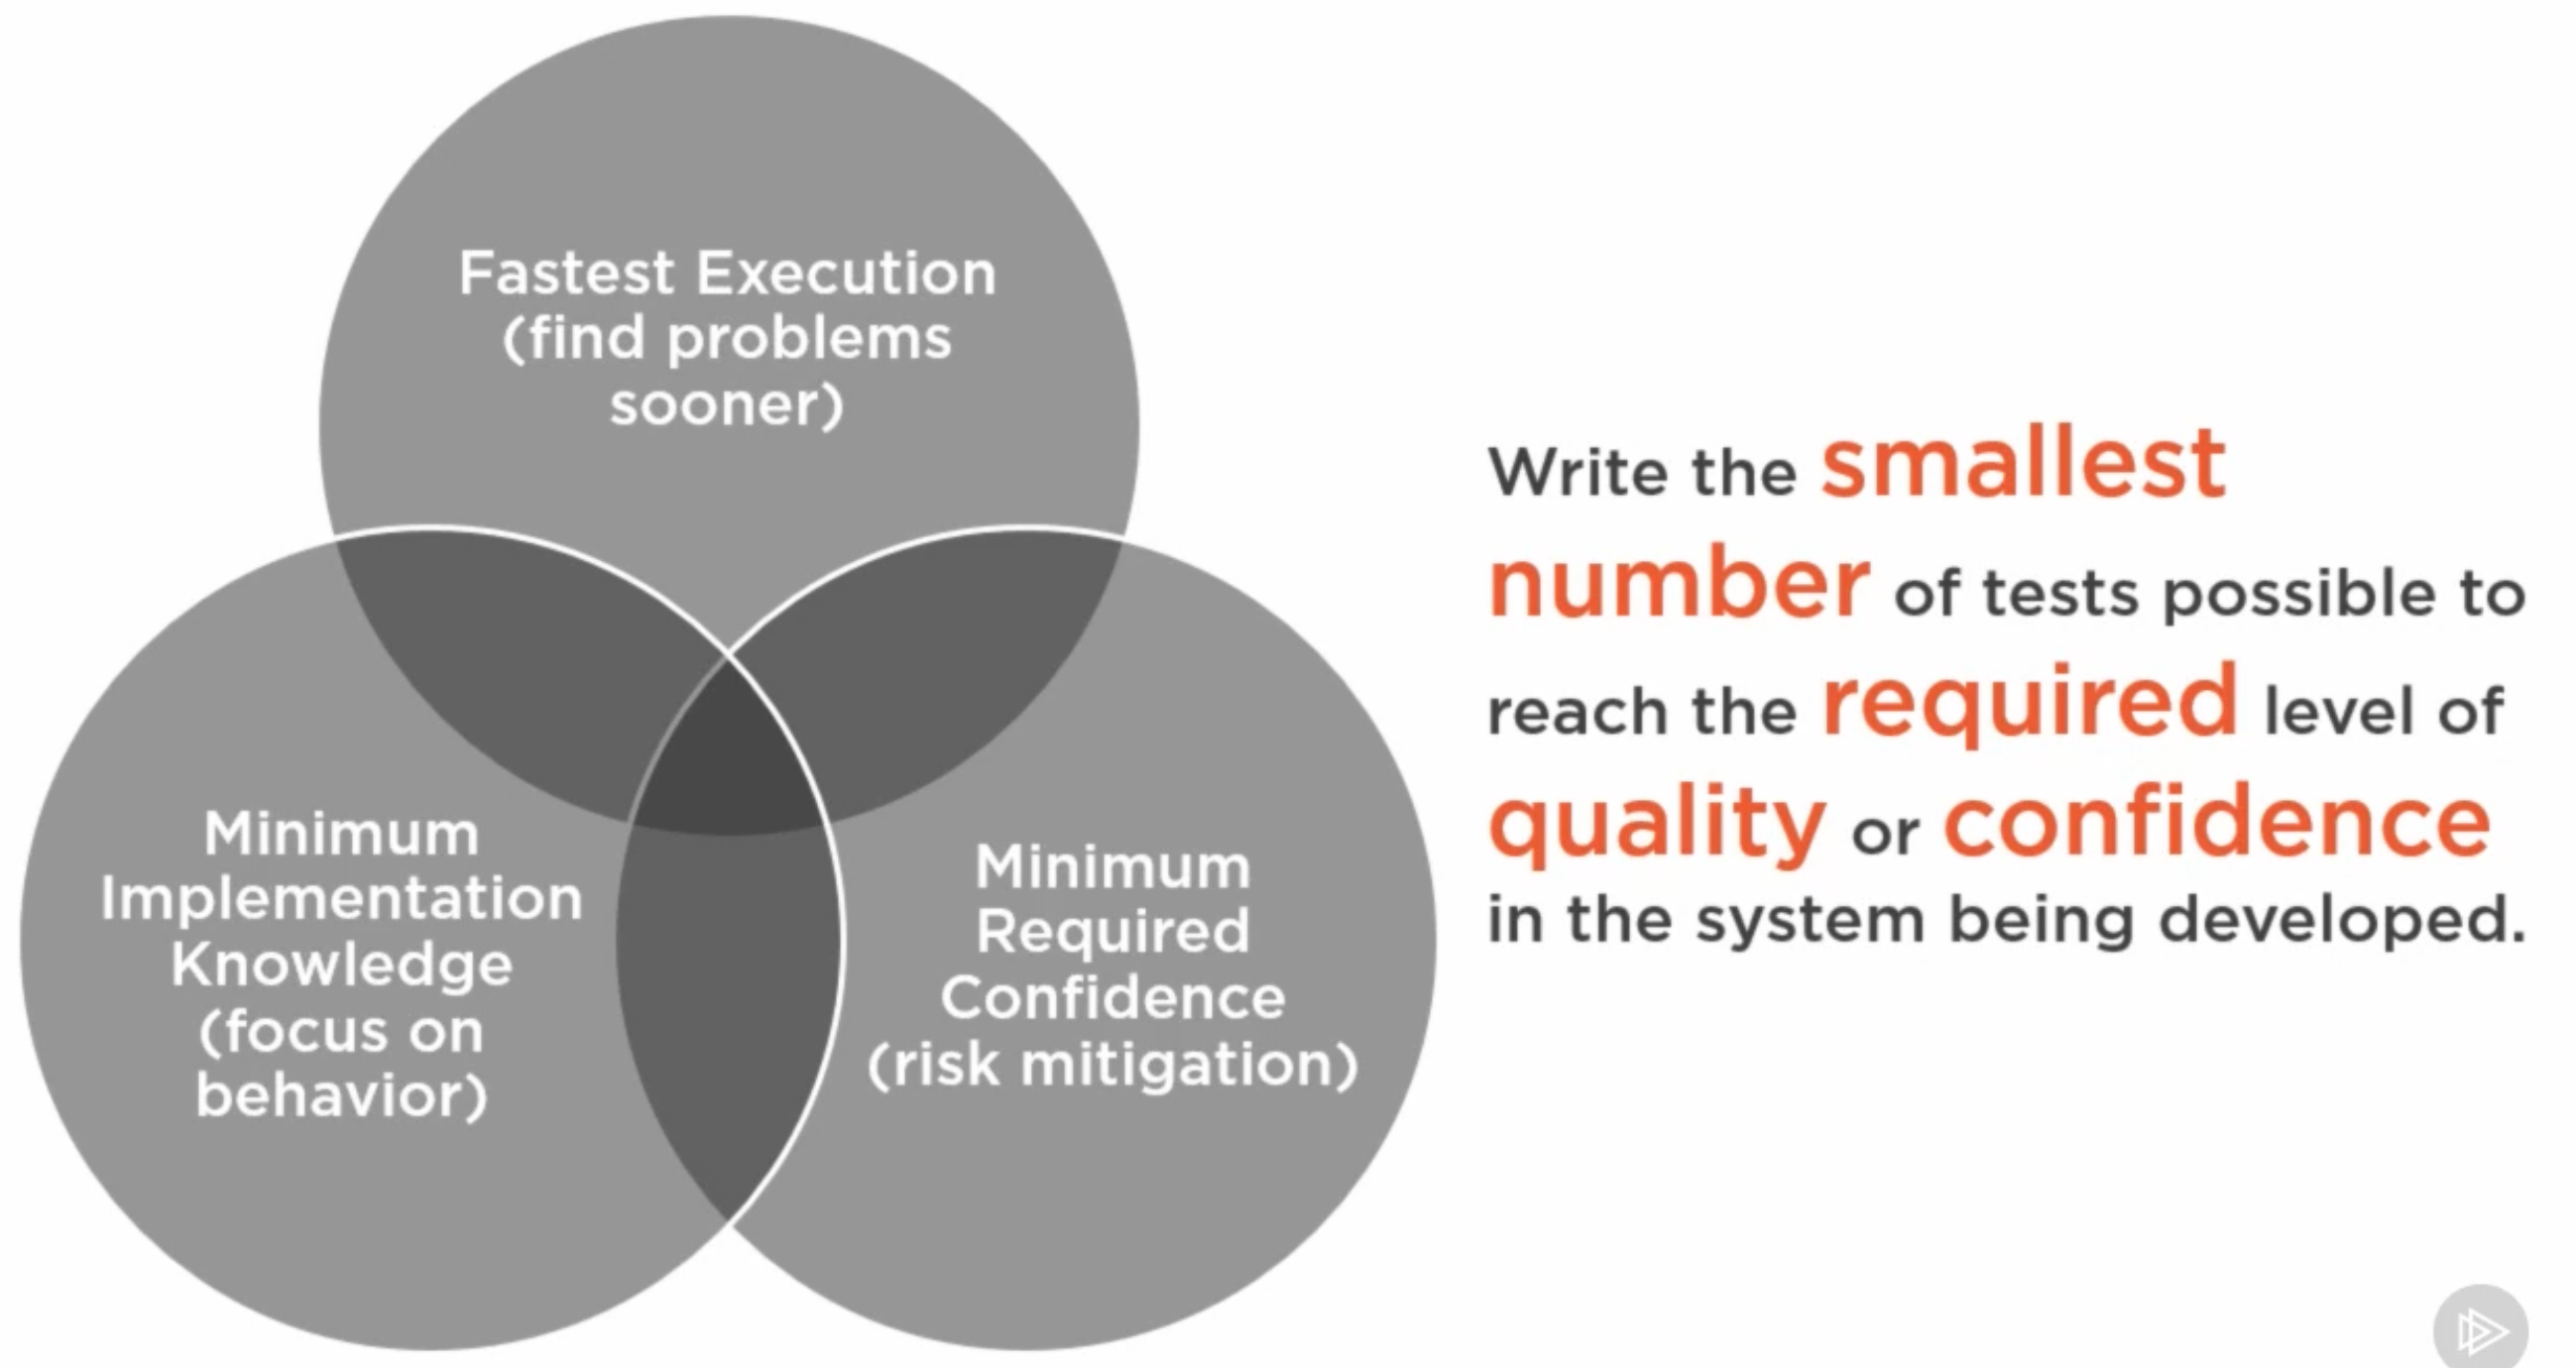 Fastest Execution
(find problems
sooner)
Minimum
Implementation
Knowledge
(focus on
behavior)
Minimum
Required
Confidence
(risk mitigation)
Write the smallest
number of tests possible to
reach the required level of
quality or confidence
in the system being developed.